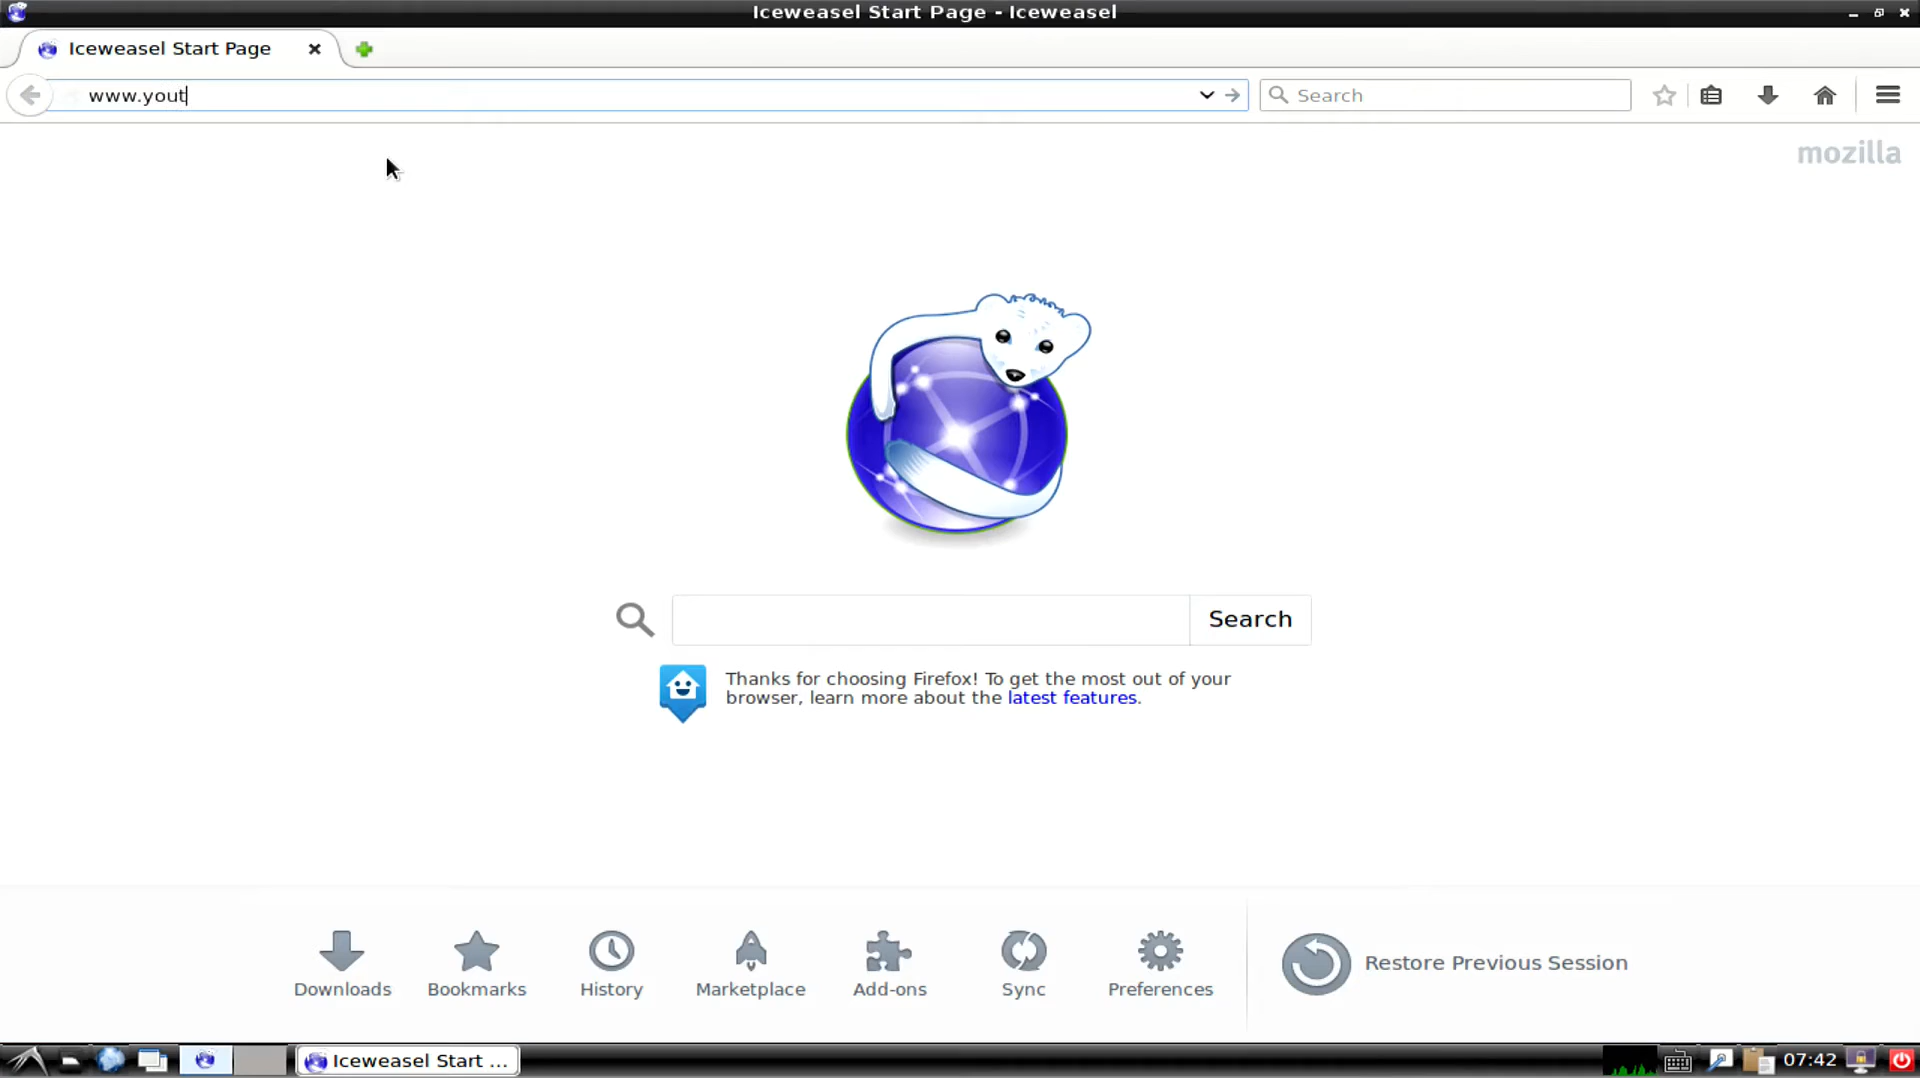 Iceweasel Start Page - Iceweasel
Iceweasel Start Page
www.yout
Search
mozilla
Search
Thanks for choosing Firefox! To get the most out of your
browser, learn more about the latest features.
Downloads
Bookmarks
History
Marketplace
Add-ons
Sync
Preferences
Restore Previous Session
Iceweasel Start ...
07:42